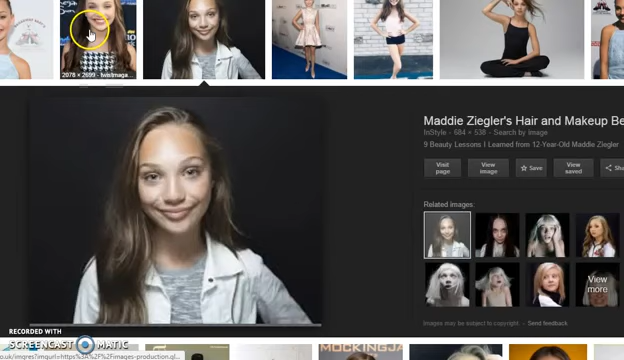 2078 × 2699 - twistmaga...
Maddie Ziegler's Hair and Makeup Be
InStyle - 684 × 538 - Search by image
9 Beauty Lessons I Learned from 12-Year-Old Maddie Ziegler
Visit page
View image
Save
View saved
Sha
Related images:
View more
Images may be subject to copyright. - Send feedback
RECORDED WITH
SCREENCAST MATIC
MOCKINGJA